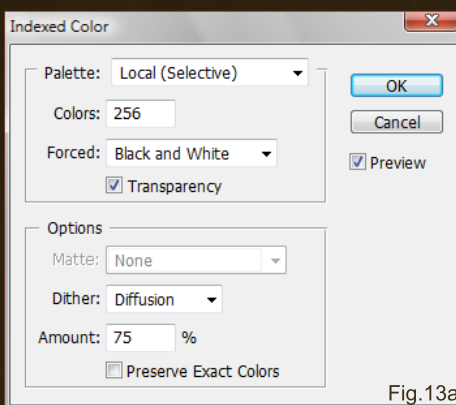 Indexed Color
Palette: Local (Selective)
OK
Colors: 256
Cancel
Forced: Black and White
Preview
Transparency
Options
Matte: None
Dither: Diffusion
Amount: 75 %
Preserve Exact Colors
Fig.13a